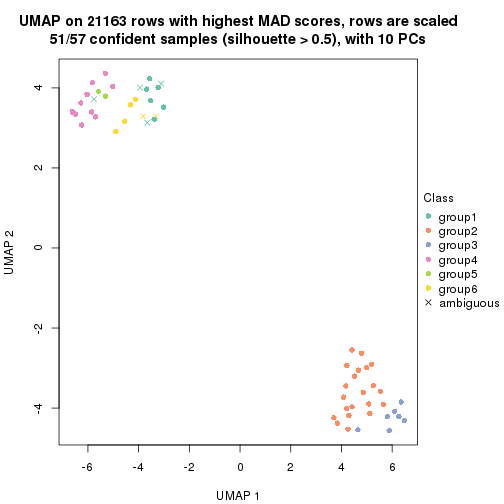 UMAP on 21163 rows with highest MAD scores, rows are scaled
51/57 confident samples (silhouette > 0.5), with 10 PCs
4
2
0
-2
-4
UMAP 2
-6
-4
-2
0
2
4
6
UMAP 1
Class
group1
group2
group3
group4
group5
group6
ambiguous